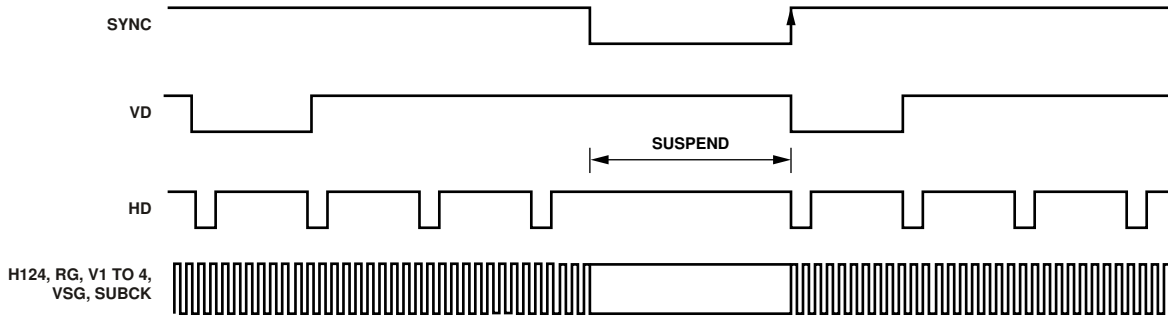 SYNC
VD
SUSPEND
HD
H124, RG, V1 TO 4,
VSG, SUBCK